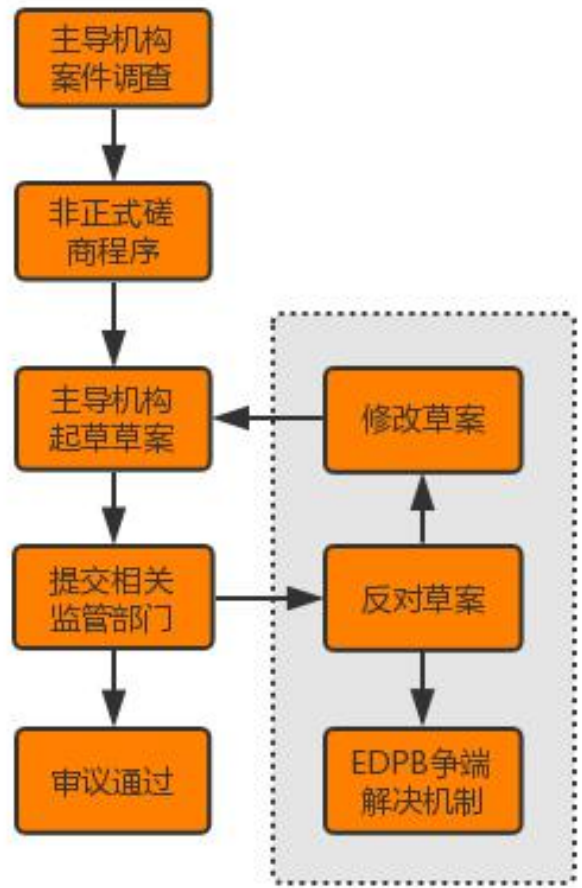 主导机构
案件调查
非正式磋
商程序
主导机构
起草草案
修改草案
提交相关
监管部门
反对草案
审议通过
EDPB争端
解决机制